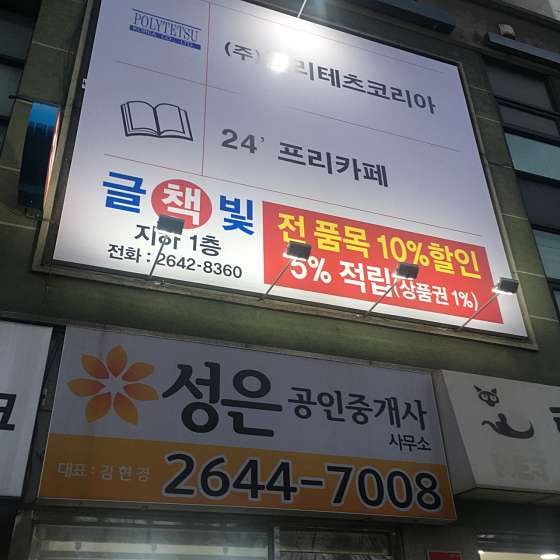 POLYTETSU
KOREA CO., LTD.
(주)폴리테츠코리아
24' 프리카페
글책빛
지하 1층
전화 : 2642-8360
전 품목 10%할인
5% 적립(상품권 1%)
성은 공인중개사
사무소
대표 : 김현경
2644-7008